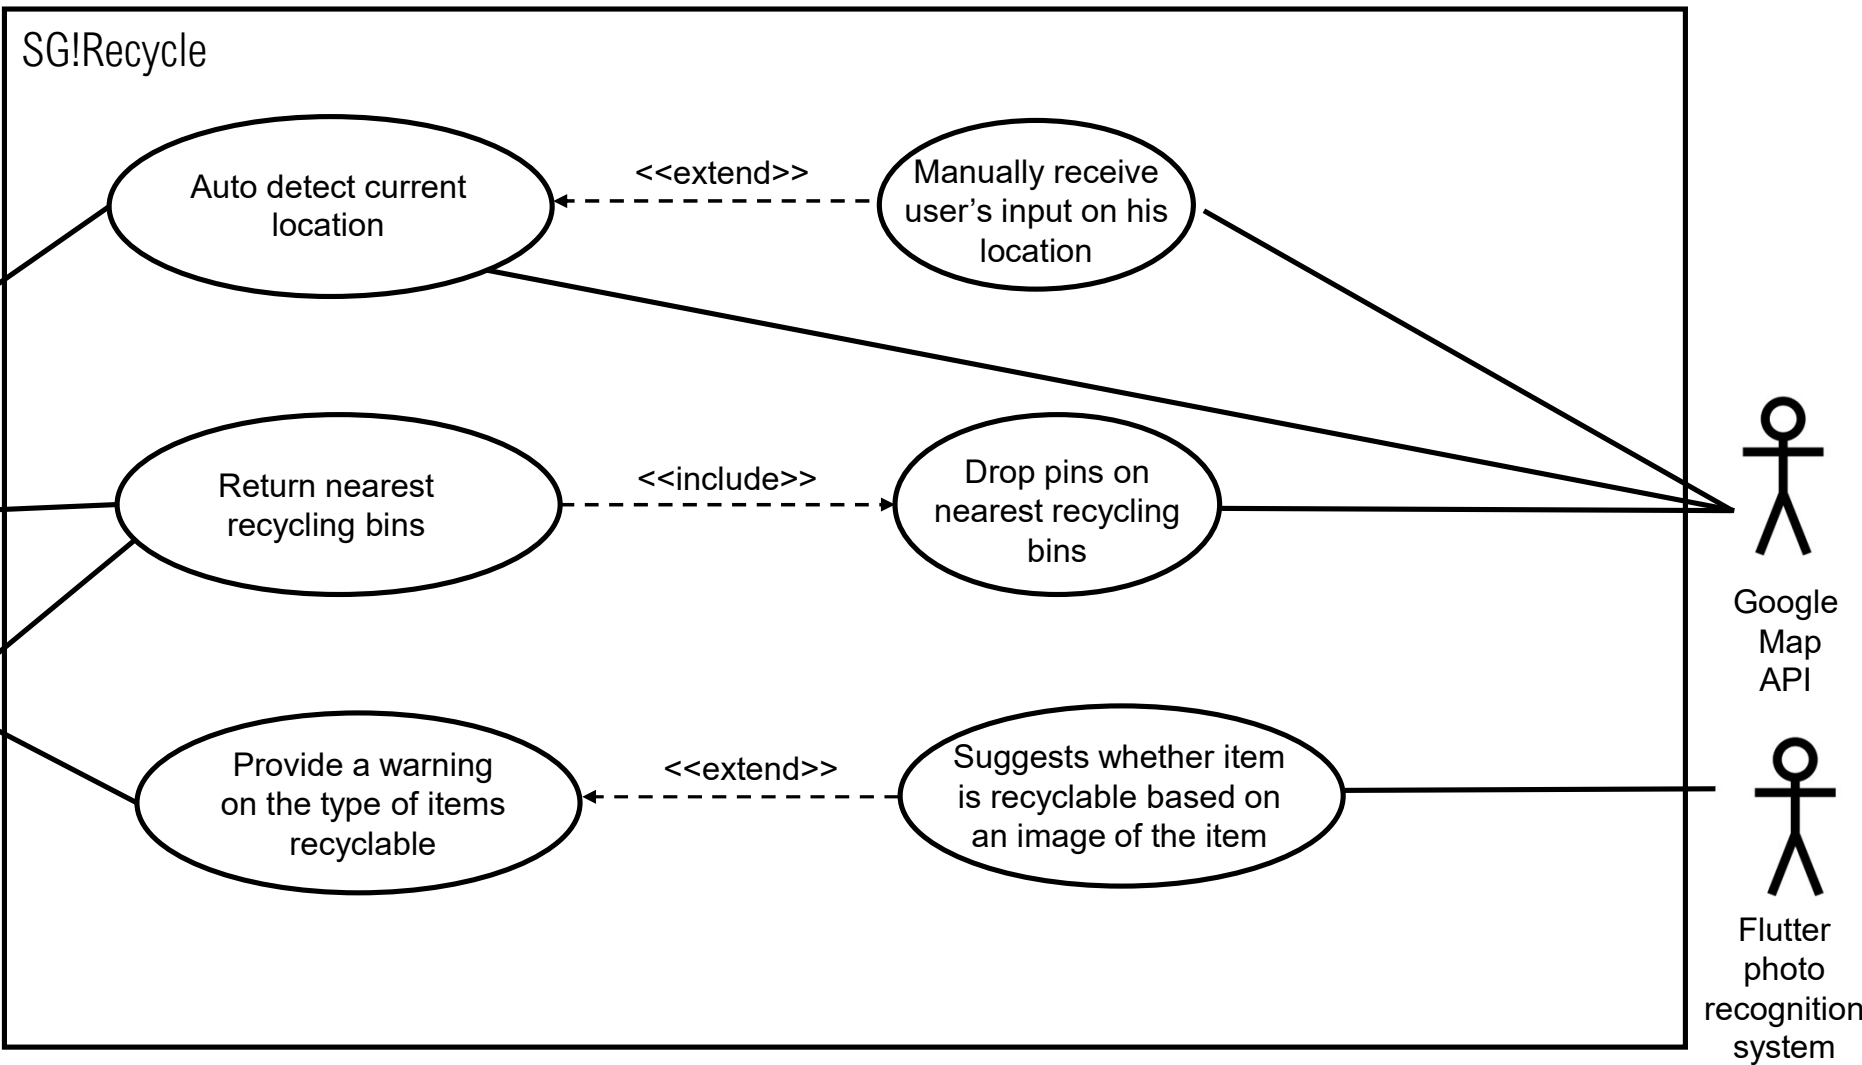 SG!Recycle
Auto detect current
location
<<extend>>
Manually receive
user’s input on his
location
Return nearest
recycling bins
<<include>>
Drop pins on
nearest recycling
bins
Google
Map
API
Provide a warning
on the type of items
recyclable
<<extend>>
Suggests whether item
is recyclable based on
an image of the item
Flutter
photo
recognition
system